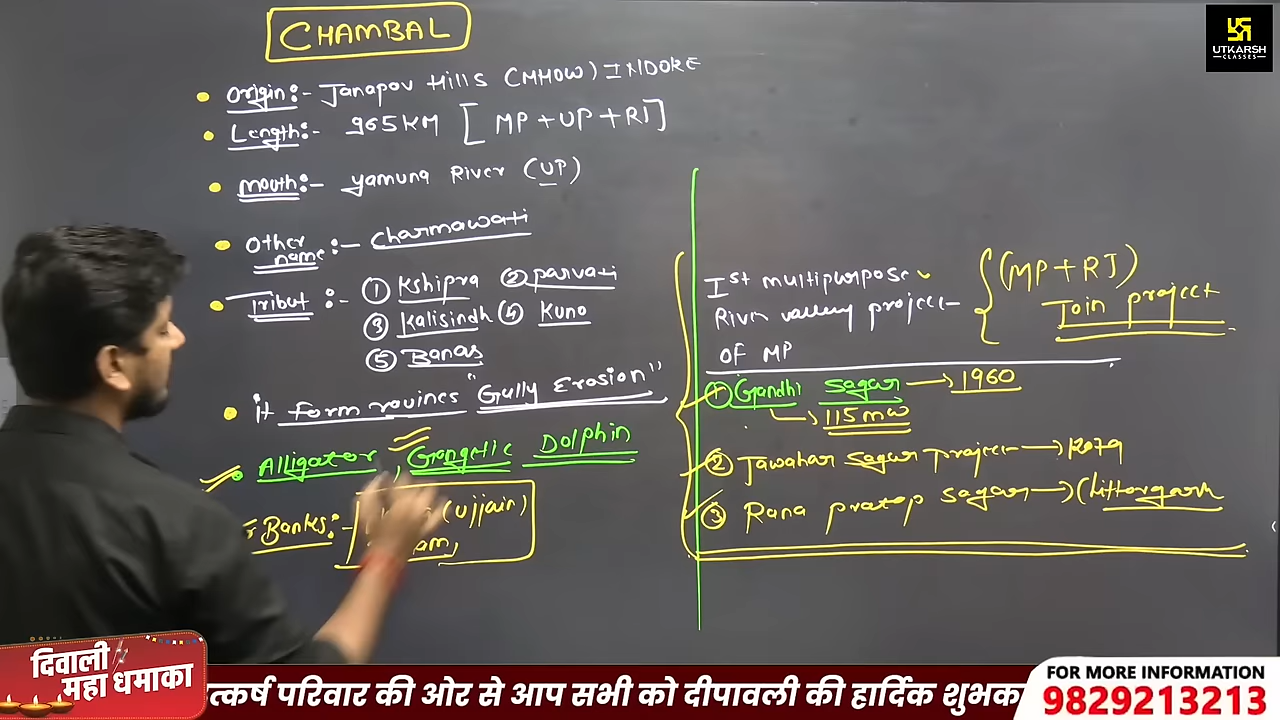 CHAMBAL
Origin:- Janapov Hills (MHOW) INDORE
Length:- 965 KM [ MP + UP + RJ ]
mouth:- yamuna River (UP)
Other name:- Charmawati
Tribut:- ① Kshipra ② parvati
③ Kalisindh ④ Kuno
⑤ Banas
it form ravines "Gully Erosion"
Alligator, Gangetic Dolphin
r Banks:- (Ujjain)
am,
Ist multipurpose
River valley project
OF MP
(MP + RJ)
Join project
① Gandhi sagar → 1960
→ 115 mw
② Jawahar sagar project → Kota
③ Rana pratap sagar → Chittorgarh
UTKARSH
CLASSES
दिवाली
महा धमाका
त्कर्ष परिवार की ओर से आप सभी को दीपावली की हार्दिक शुभका
FOR MORE INFORMATION
9829213213